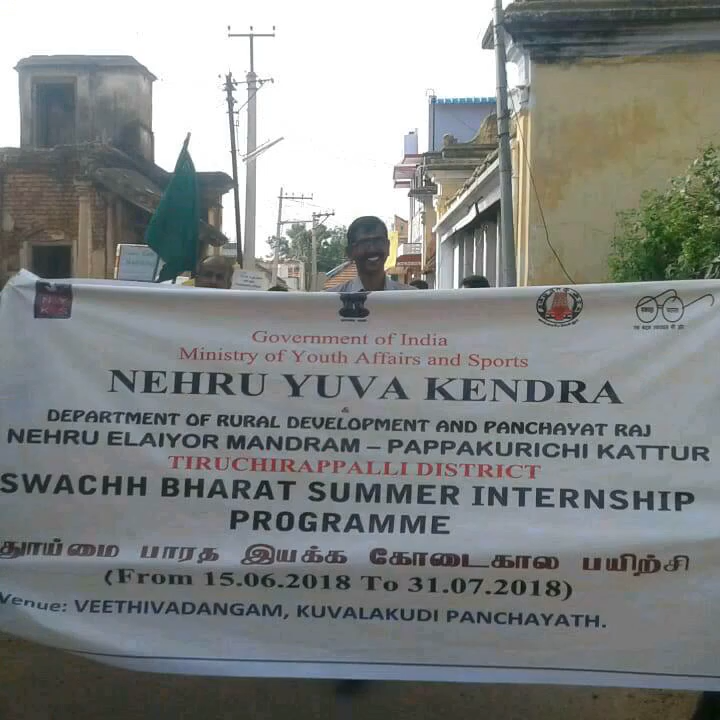 NYKS
Government of India
Ministry of Youth Affairs and Sports
NEHRU YUVA KENDRA
&
DEPARTMENT OF RURAL DEVELOPMENT AND PANCHAYAT RAJ
NEHRU ELAIYOR MANDRAM – PAPPAKURICHI KATTUR
TIRUCHIRAPPALLI DISTRICT
SWACHH BHARAT SUMMER INTERNSHIP
PROGRAMME
தூய்மை பாரத இயக்க கோடைகால பயிற்சி
(From 15.06.2018 To 31.07.2018)
Venue: VEETHIVADANGAM, KUVALAKUDI PANCHAYATH.